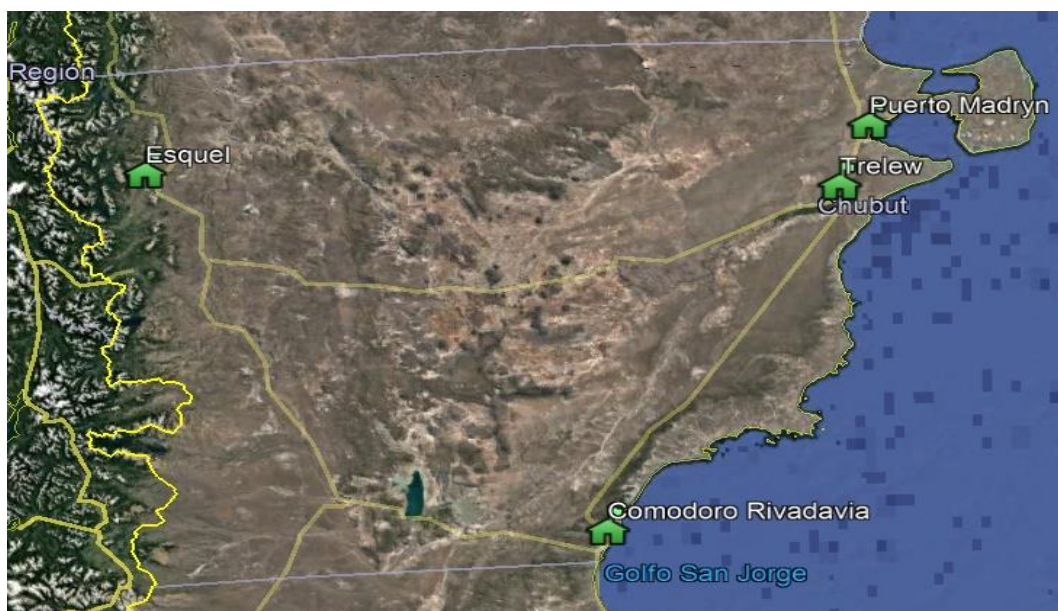 Region
Puerto Madryn
Esquel
Trelew
Chubut
Comodoro Rivadavia
Golfo San Jorge